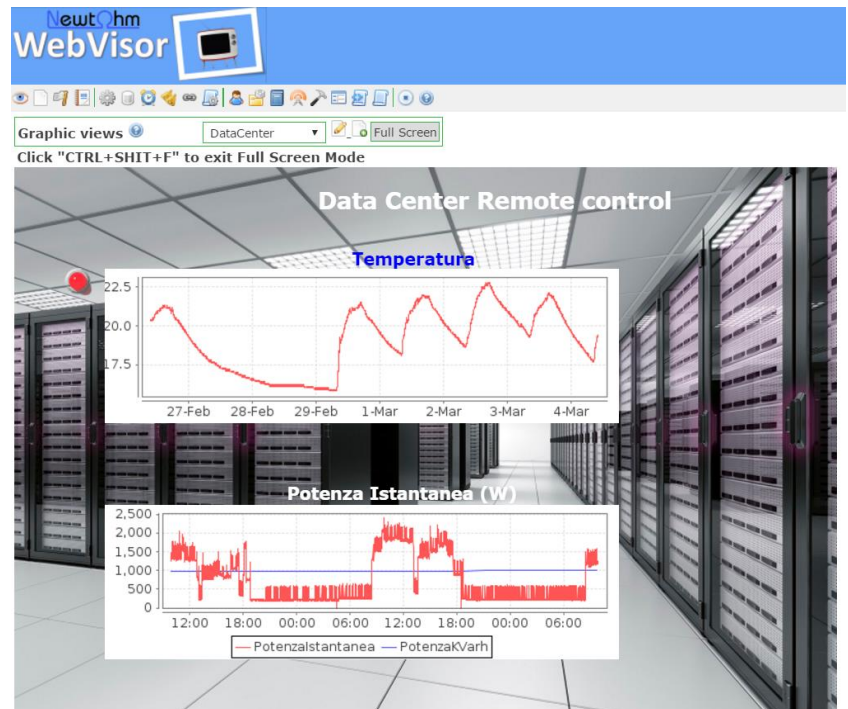 NewtΩhm
WebVisor
Graphic views DataCenter Full Screen
Click "CTRL+SHIT+F" to exit Full Screen Mode
Data Center Remote control
Temperatura
22.5
20.0
17.5
27-Feb 28-Feb 29-Feb 1-Mar 2-Mar 3-Mar 4-Mar
Potenza Istantanea (W)
2,500
2,000
1,500
1,000
500
0
12:00 18:00 00:00 06:00 12:00 18:00 00:00 06:00
PotenzaIstantanea PotenzaKVarh